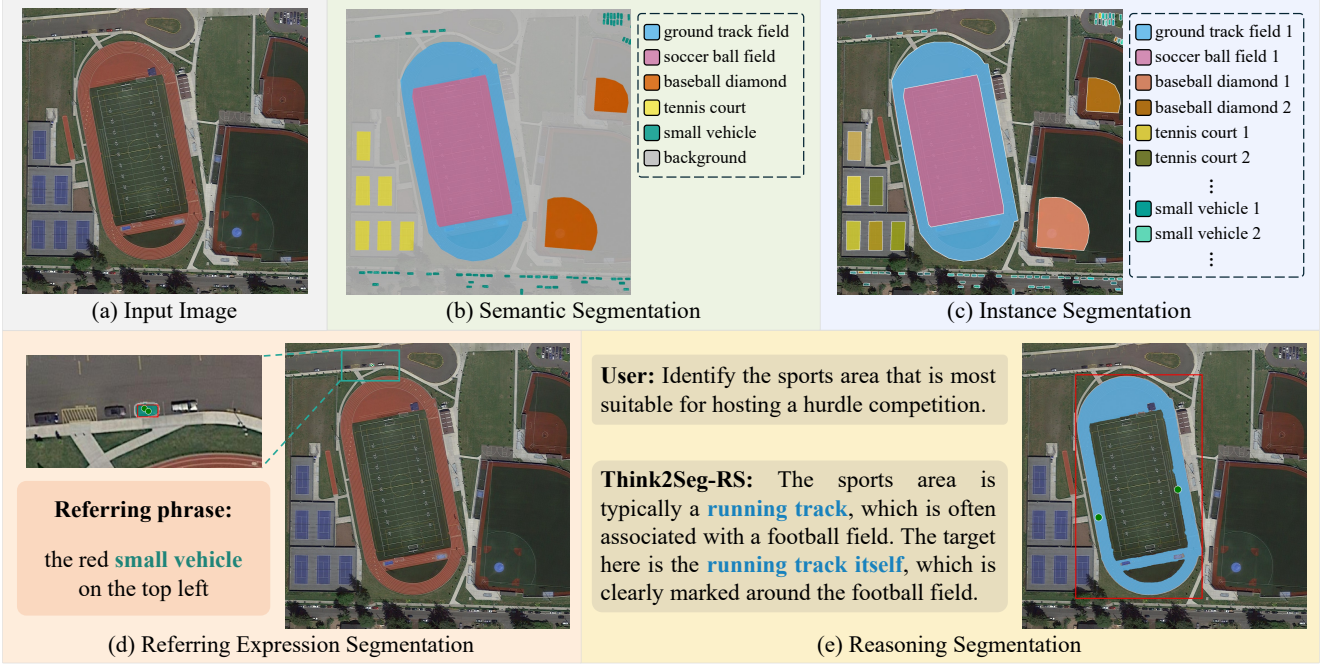 ground track field
soccer ball field
baseball diamond
tennis court
small vehicle
background
ground track field 1
soccer ball field 1
baseball diamond 1
baseball diamond 2
tennis court 1
tennis court 2
⋮
small vehicle 1
small vehicle 2
⋮
(a) Input Image
(b) Semantic Segmentation
(c) Instance Segmentation
Referring phrase:
the red small vehicle
on the top left
(d) Referring Expression Segmentation
User: Identify the sports area that is most
suitable for hosting a hurdle competition.
Think2Seg-RS: The sports area is
typically a running track, which is often
associated with a football field. The target
here is the running track itself, which is
clearly marked around the football field.
(e) Reasoning Segmentation